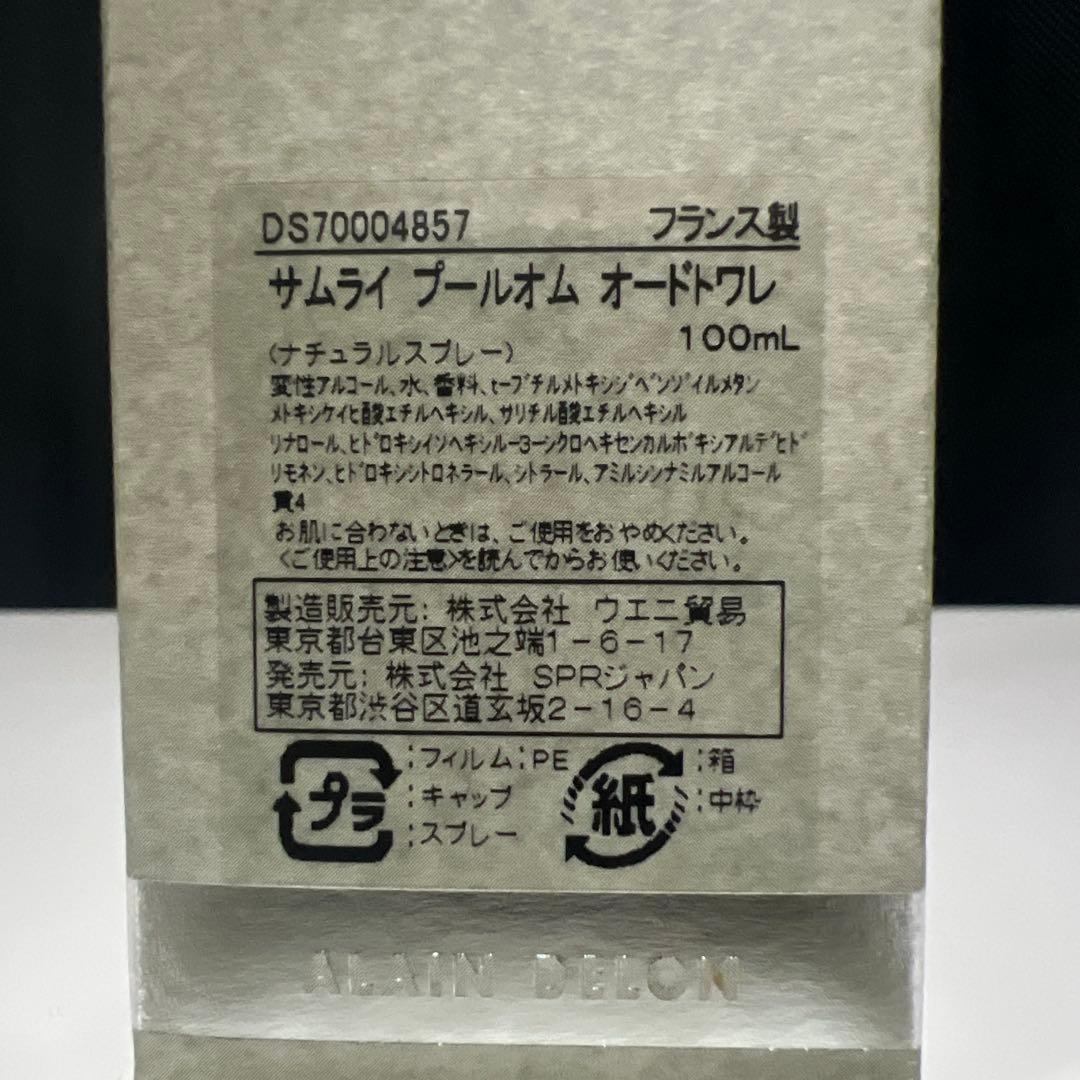 DS70004857 フランス製
サムライ プールオム オードトワレ
100mL
(ナチュラルスプレー)
変性アルコール、水、香料、t-ブチルメトキシジベンゾイルメタン
メトキシケイヒ酸エチルヘキシル、サリチル酸エチルヘキシル
リナロール、ヒドロキシイソヘキシル-3-シクロヘキセンカルボキシアルデヒド
リモネン、ヒドロキシシトロネラール、シトラール、アミルシンナミルアルコール
黄4
お肌に合わないときは、ご使用をおやめください。
<ご使用上の注意>を読んでからお使いください。
製造販売元:株式会社 ウエニ貿易
東京都台東区池之端1-6-17
発売元:株式会社 SPRジャパン
東京都渋谷区道玄坂2-16-4
プラ :フィルム:PE
:キャップ
:スプレー
紙 :箱
:中枠
ALAIN DELON